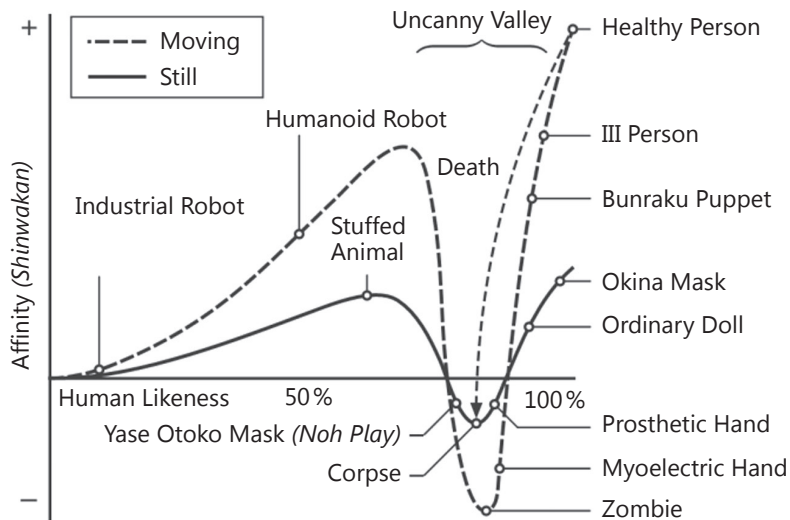 +
Moving
Still
Uncanny Valley
Healthy Person
Humanoid Robot
Death
III Person
Industrial Robot
Stuffed
Animal
Bunraku Puppet
Affinity (Shinwakan)
Okina Mask
Ordinary Doll
Human Likeness
50%
100%
Yase Otoko Mask (Noh Play)
Prosthetic Hand
Corpse
Myoelectric Hand
–
Zombie